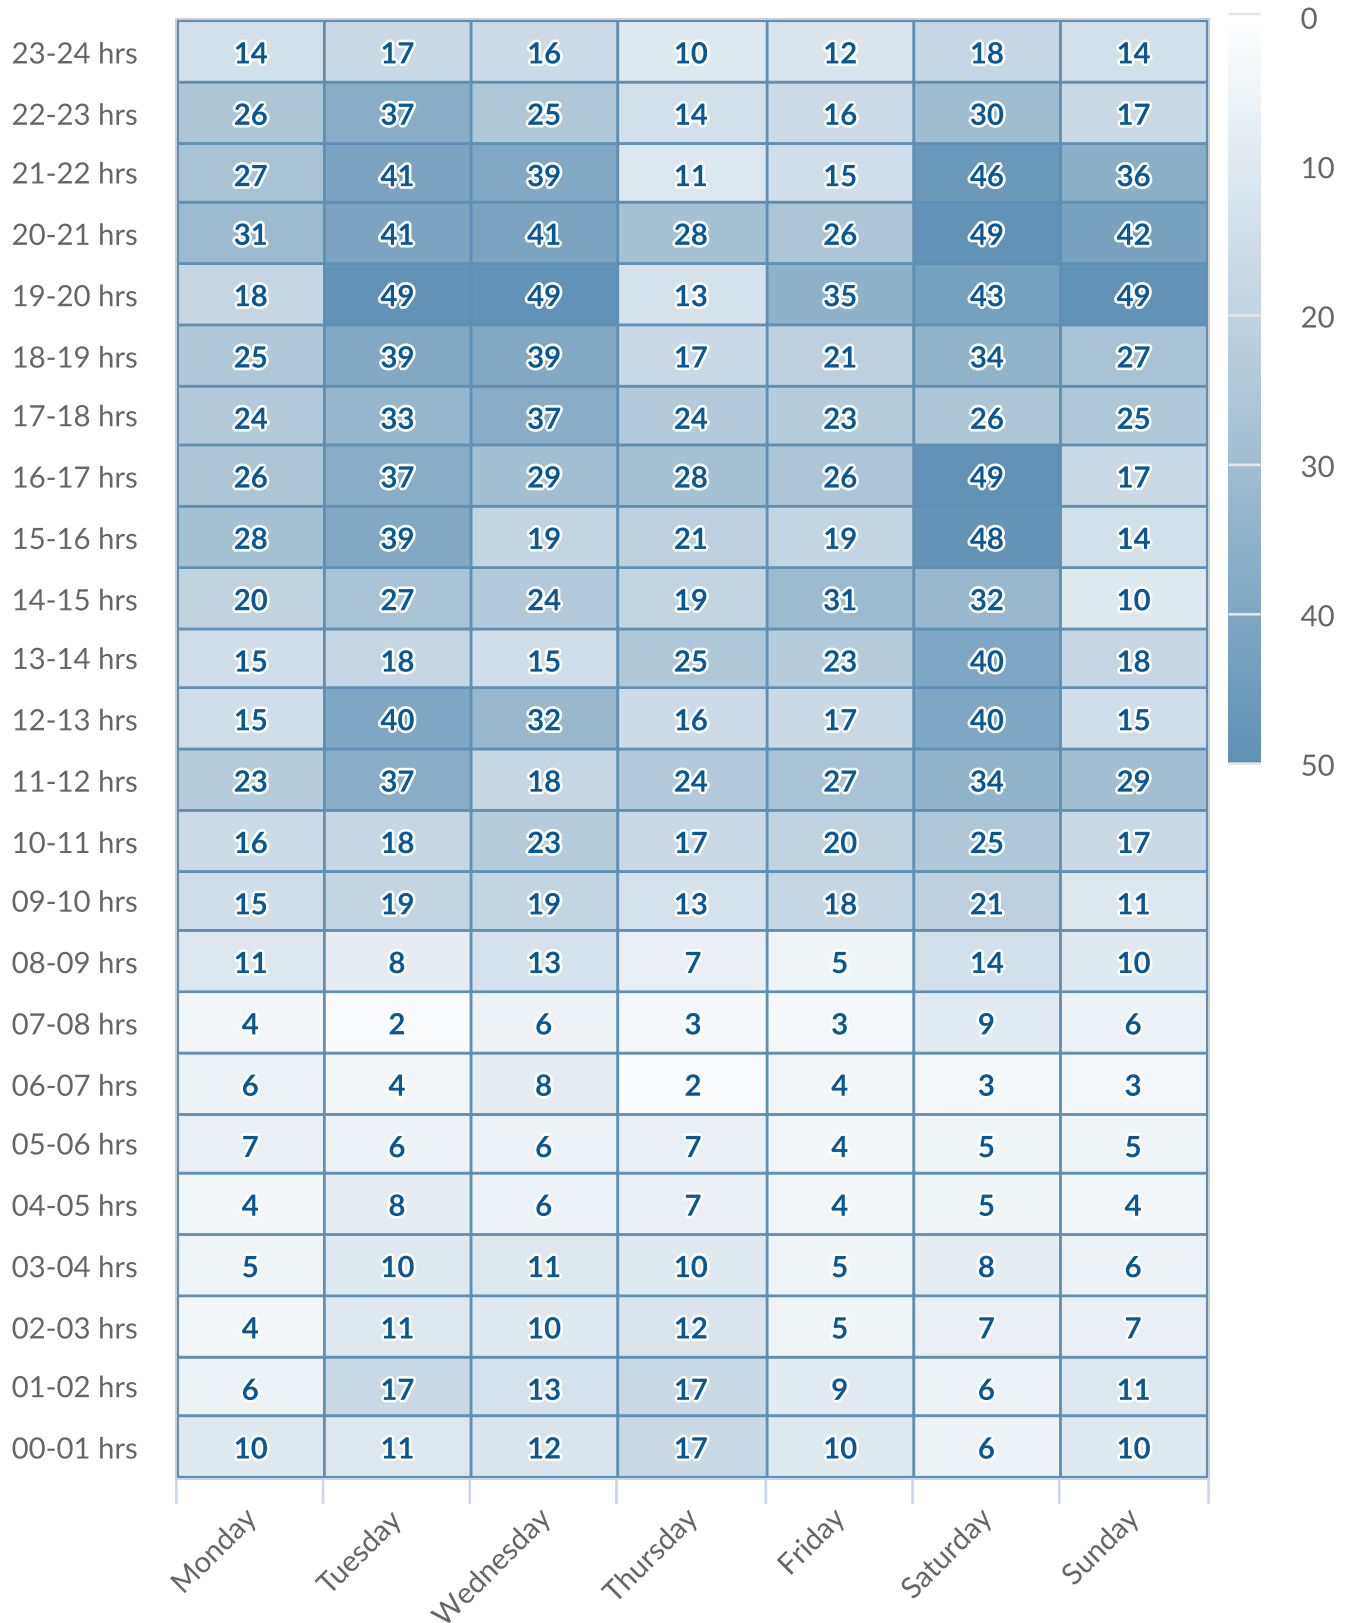 23-24 hrs 14 17 16 10 12 18 14 0
22-23 hrs 26 37 25 14 16 30 17
21-22 hrs 27 41 39 11 15 46 36 10
20-21 hrs 31 41 41 28 26 49 42
19-20 hrs 18 49 49 13 35 43 49 20
18-19 hrs 25 39 39 17 21 34 27
17-18 hrs 24 33 37 24 23 26 25
16-17 hrs 26 37 29 28 26 49 17 30
15-16 hrs 28 39 19 21 19 48 14
14-15 hrs 20 27 24 19 31 32 10 40
13-14 hrs 15 18 15 25 23 40 18
12-13 hrs 15 40 32 16 17 40 15
11-12 hrs 23 37 18 24 27 34 29 50
10-11 hrs 16 18 23 17 20 25 17
09-10 hrs 15 19 19 13 18 21 11
08-09 hrs 11 8 13 7 5 14 10
07-08 hrs 4 2 6 3 3 9 6
06-07 hrs 6 4 8 2 4 3 3
05-06 hrs 7 6 6 7 4 5 5
04-05 hrs 4 8 6 7 4 5 4
03-04 hrs 5 10 11 10 5 8 6
02-03 hrs 4 11 10 12 5 7 7
01-02 hrs 6 17 13 17 9 6 11
00-01 hrs 10 11 12 17 10 6 10
Monday Tuesday Wednesday Thursday Friday Saturday Sunday